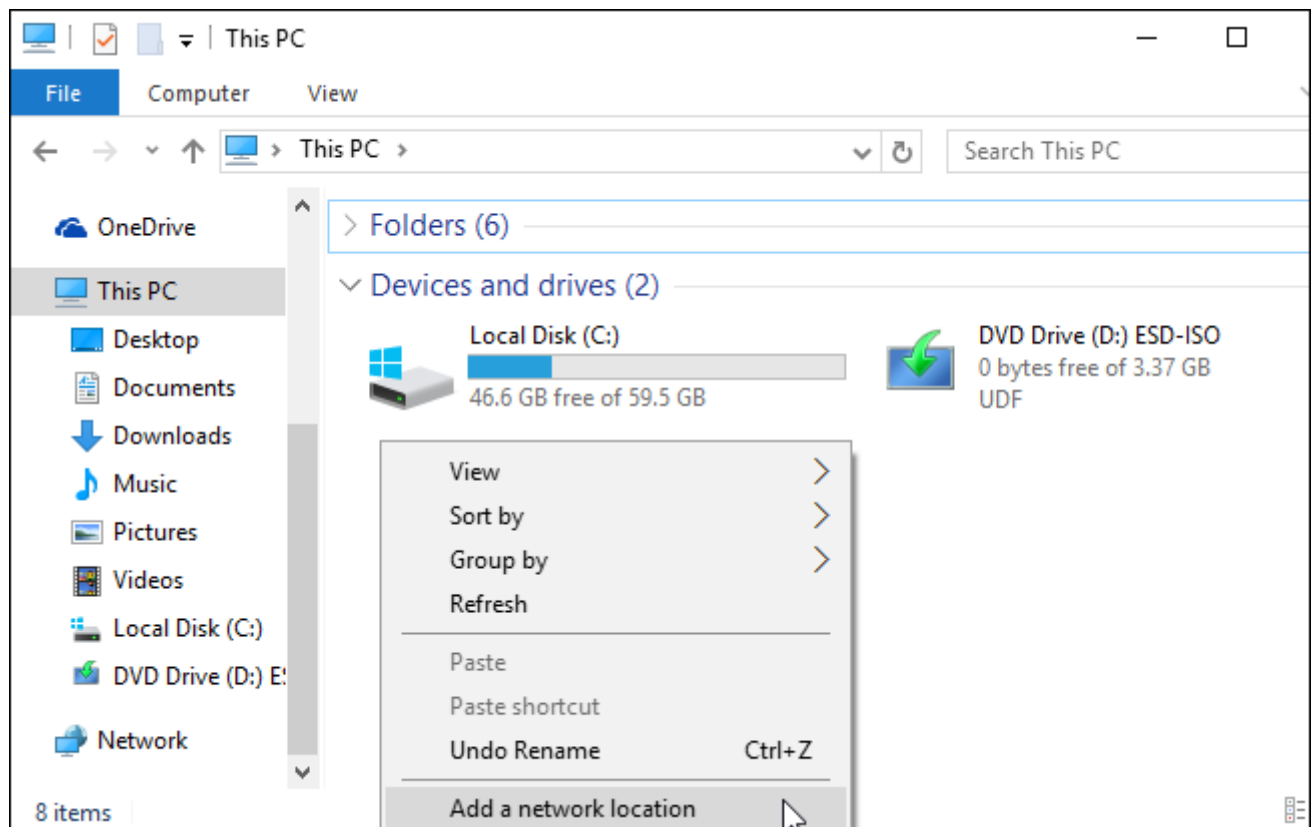 This PC
File Computer View
This PC
Search This PC
OneDrive
This PC
Desktop
Documents
Downloads
Music
Pictures
Videos
Local Disk (C:)
DVD Drive (D:) E
Network
Folders (6)
Devices and drives (2)
Local Disk (C:)
46.6 GB free of 59.5 GB
DVD Drive (D:) ESD-ISO
0 bytes free of 3.37 GB
UDF
View
Sort by
Group by
Refresh
Paste
Paste shortcut
Undo Rename Ctrl+Z
Add a network location
8 items